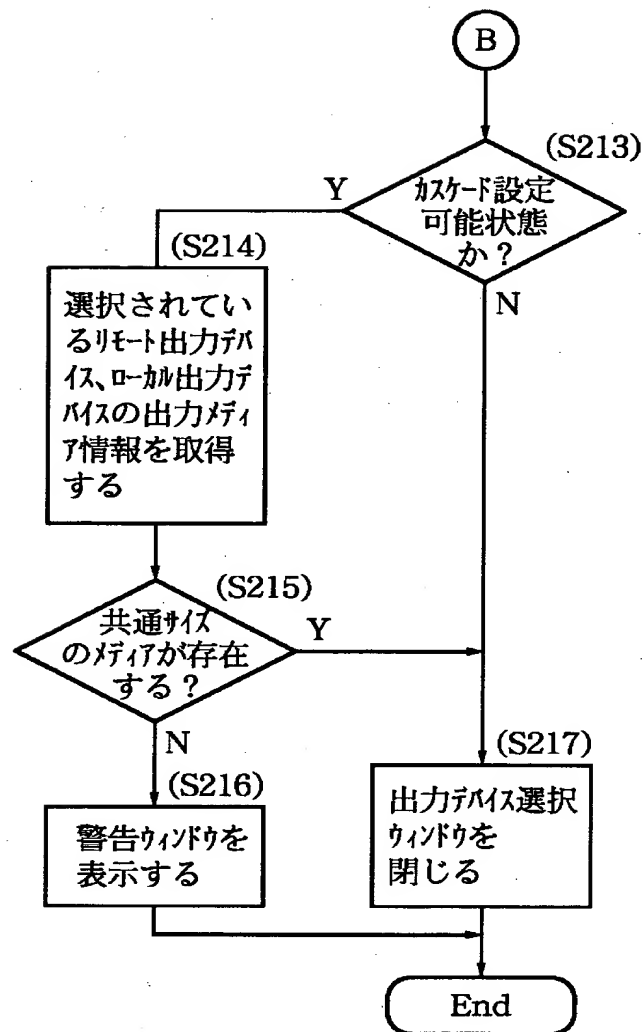 B
(S213)
カスケード設定
可能状態
か？
Y
N
(S214)
選択されてい
るリモート出力デバ
イス、ローカル出力デ
バイスの出力メディ
ア情報を取得
する
(S215)
共通サイズ
のメディアが存在
する？
Y
N
(S216)
警告ウィンドウを
表示する
(S217)
出力デバイス選択
ウィンドウを
閉じる
End